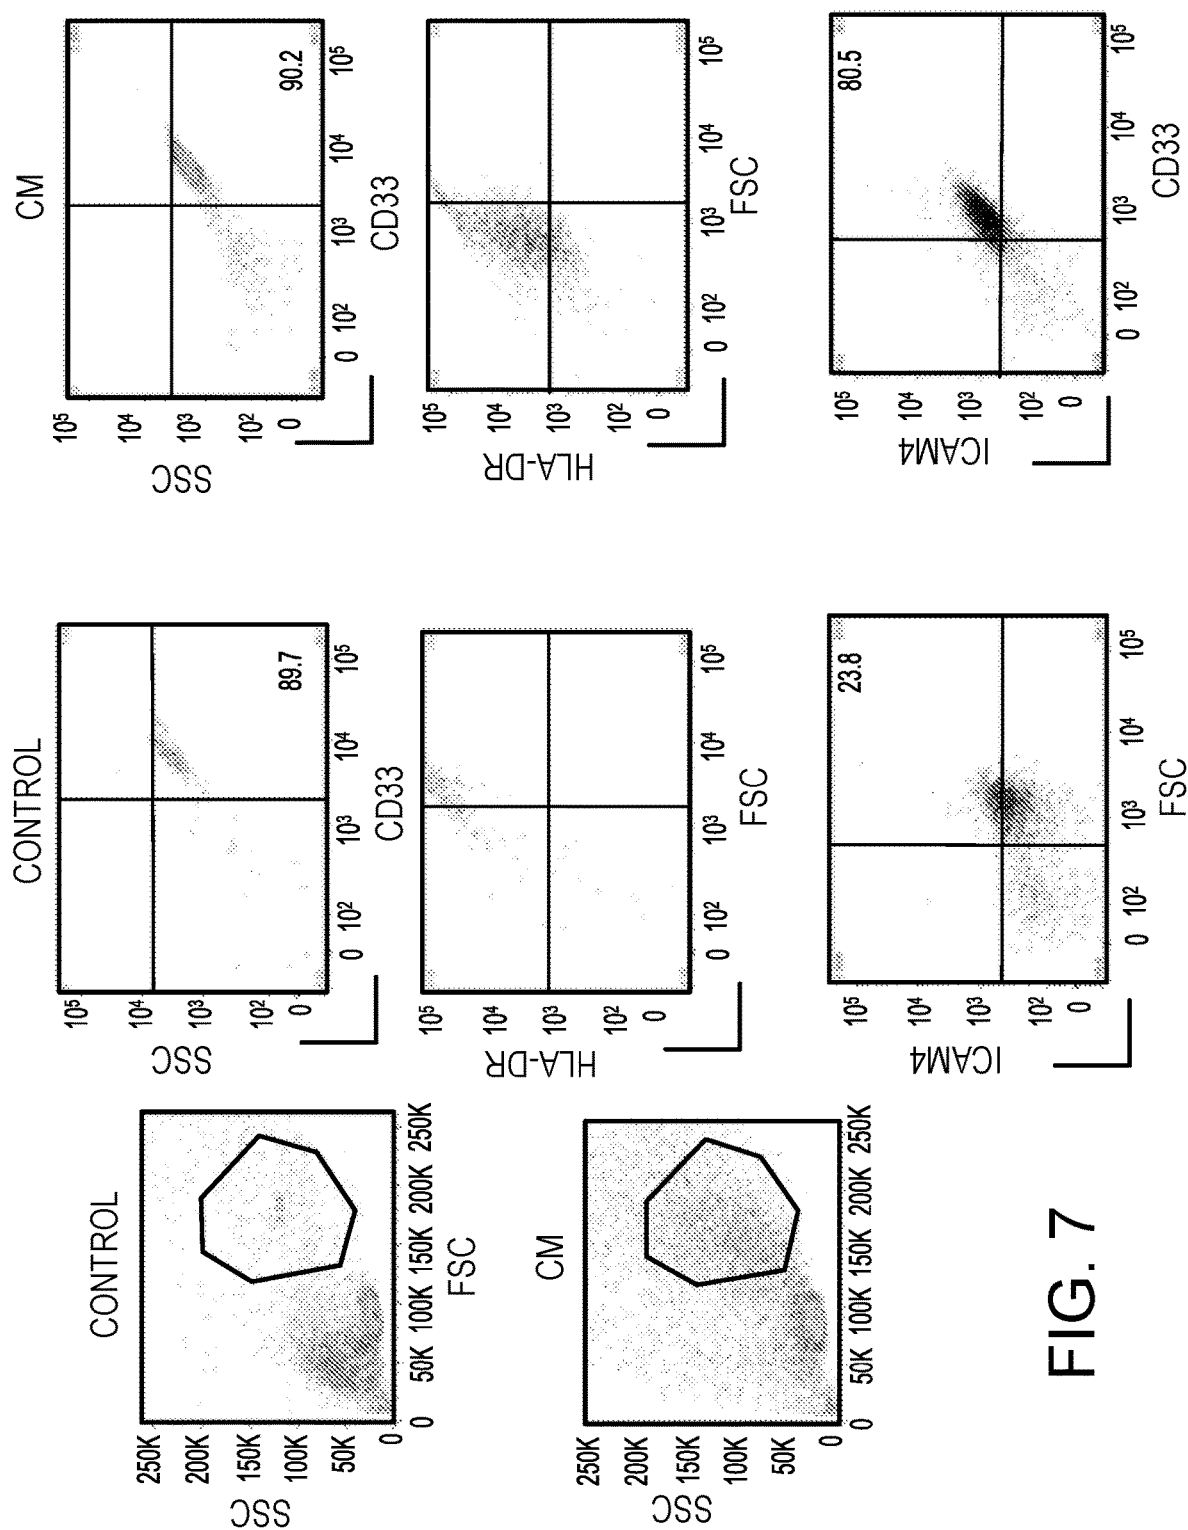 CONTROL
250K
200K
150K
100K
50K
0
SSC
0 50K 100K 150K 200K 250K
FSC
CM
250K
200K
150K
100K
50K
0
SSC
0 50K 100K 150K 200K 250K
FSC
CONTROL
10⁵
10⁴
10³
10²
0
SSC
89.7
0 10² 10³ 10⁴ 10⁵
CD33
10⁵
10⁴
10³
10²
0
HLA-DR
0 10² 10³ 10⁴ 10⁵
FSC
23.8
10⁵
10⁴
10³
10²
0
ICAM4
0 10² 10³ 10⁴ 10⁵
FSC
CM
10⁵
10⁴
10³
10²
0
SSC
90.2
0 10² 10³ 10⁴ 10⁵
CD33
10⁵
10⁴
10³
10²
0
HLA-DR
0 10² 10³ 10⁴ 10⁵
FSC
80.5
10⁵
10⁴
10³
10²
0
ICAM4
0 10² 10³ 10⁴ 10⁵
CD33
FIG. 7